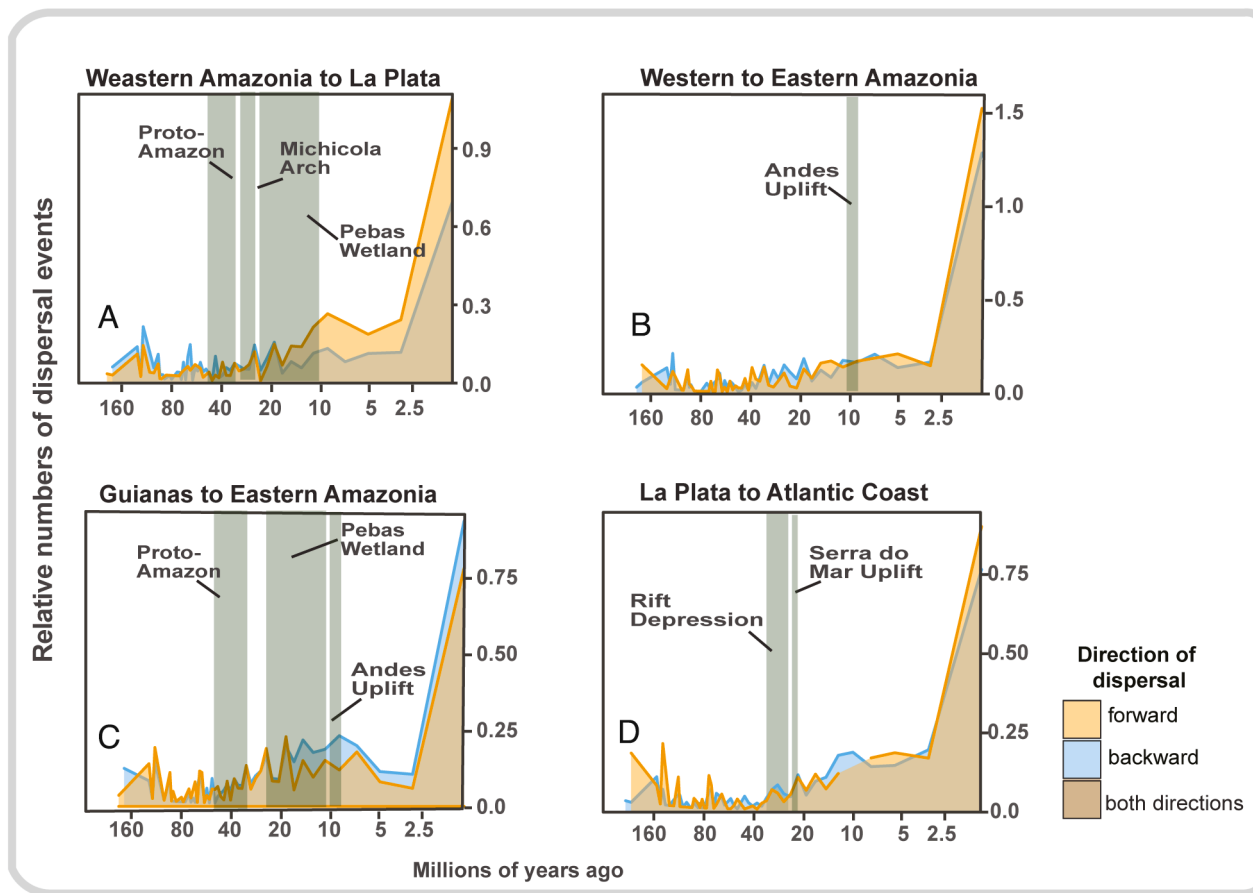 Weastern Amazonia to La Plata
Proto-
Amazon
Michicola
Arch
Pebas
Wetland
A
0.9
0.6
0.3
0.0
160 80 40 20 10 5 2.5
Western to Eastern Amazonia
Andes
Uplift
B
1.5
1.0
0.5
0.0
160 80 40 20 10 5 2.5
Relative numbers of dispersal events
Guianas to Eastern Amazonia
Proto-
Amazon
Pebas
Wetland
Andes
Uplift
C
0.75
0.50
0.25
0.0
160 80 40 20 10 5 2.5
La Plata to Atlantic Coast
Serra do
Mar Uplift
Rift
Depression
D
0.75
0.50
0.25
0.0
160 80 40 20 10 5 2.5
Millions of years ago
Direction of
dispersal
forward
backward
both directions